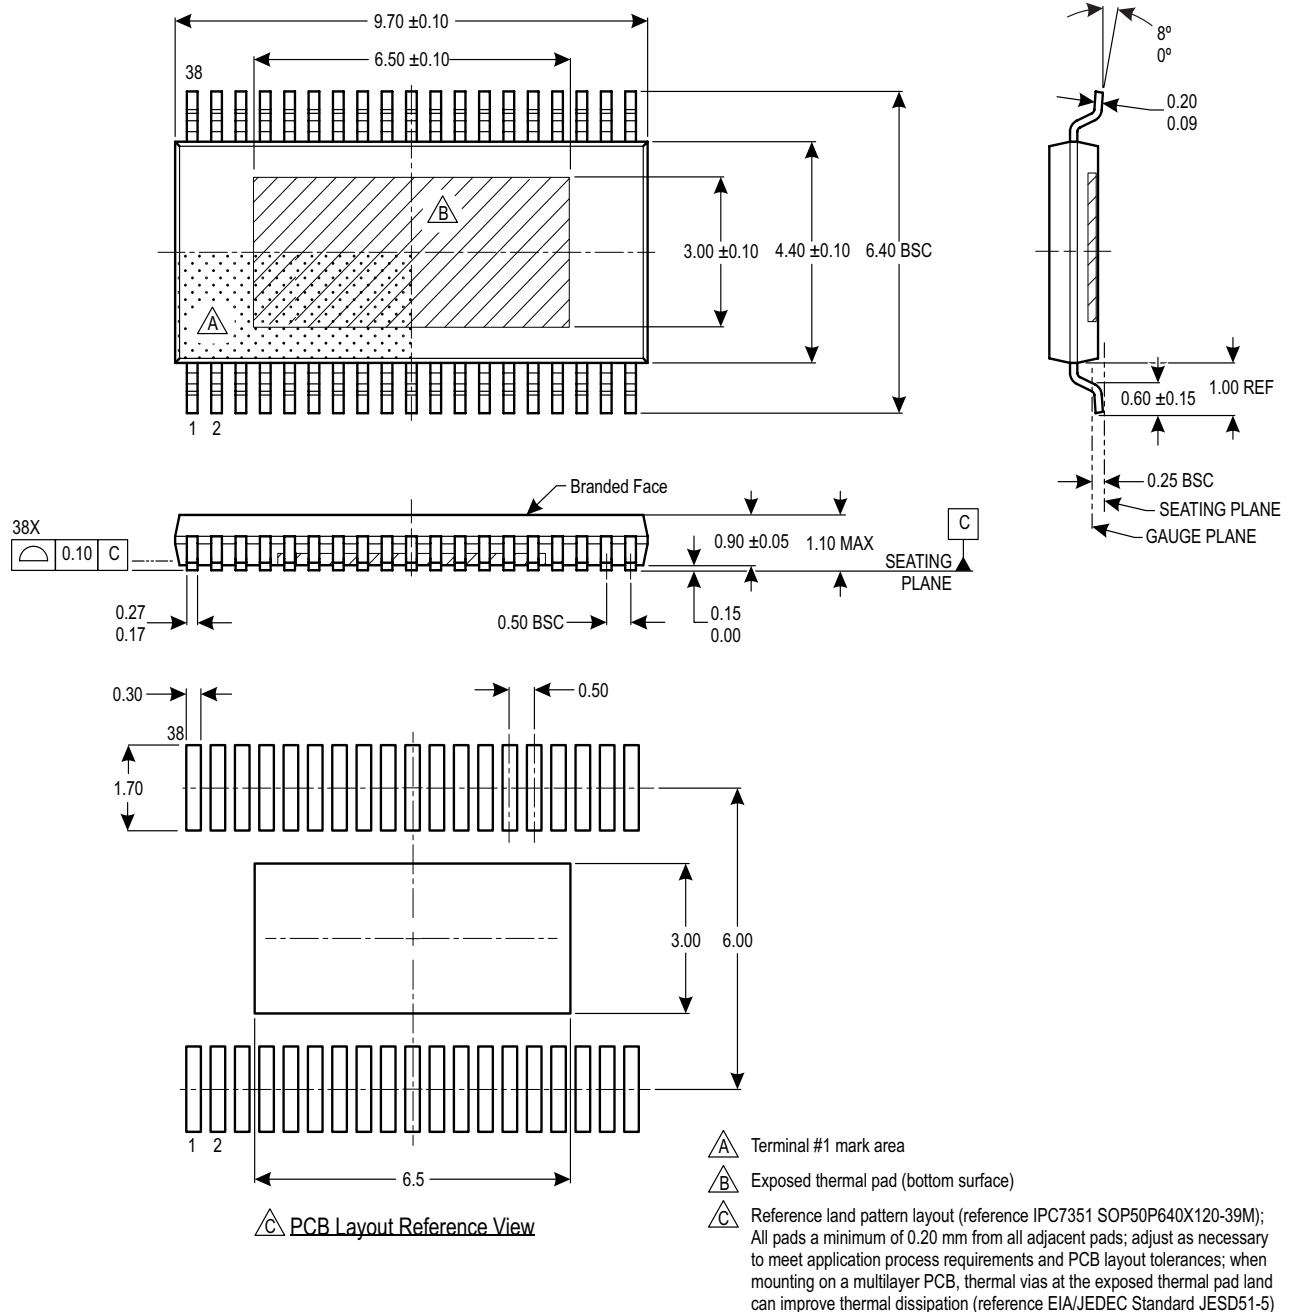 9.70 ±0.10
6.50 ±0.10
38
8º
0º
0.20
0.09
B
3.00 ±0.10
4.40 ±0.10
6.40 BSC
A
1 2
0.60 ±0.15
1.00 REF
0.25 BSC
SEATING PLANE
GAUGE PLANE
Branded Face
38X
0.10 C
0.90 ±0.05
1.10 MAX
C
SEATING
PLANE
0.27
0.17
0.50 BSC
0.15
0.00
0.30
0.50
38
1.70
3.00
6.00
1 2
6.5
C PCB Layout Reference View
A Terminal #1 mark area
B Exposed thermal pad (bottom surface)
C Reference land pattern layout (reference IPC7351 SOP50P640X120-39M);
All pads a minimum of 0.20 mm from all adjacent pads; adjust as necessary
to meet application process requirements and PCB layout tolerances; when
mounting on a multilayer PCB, thermal vias at the exposed thermal pad land
can improve thermal dissipation (reference EIA/JEDEC Standard JESD51-5)